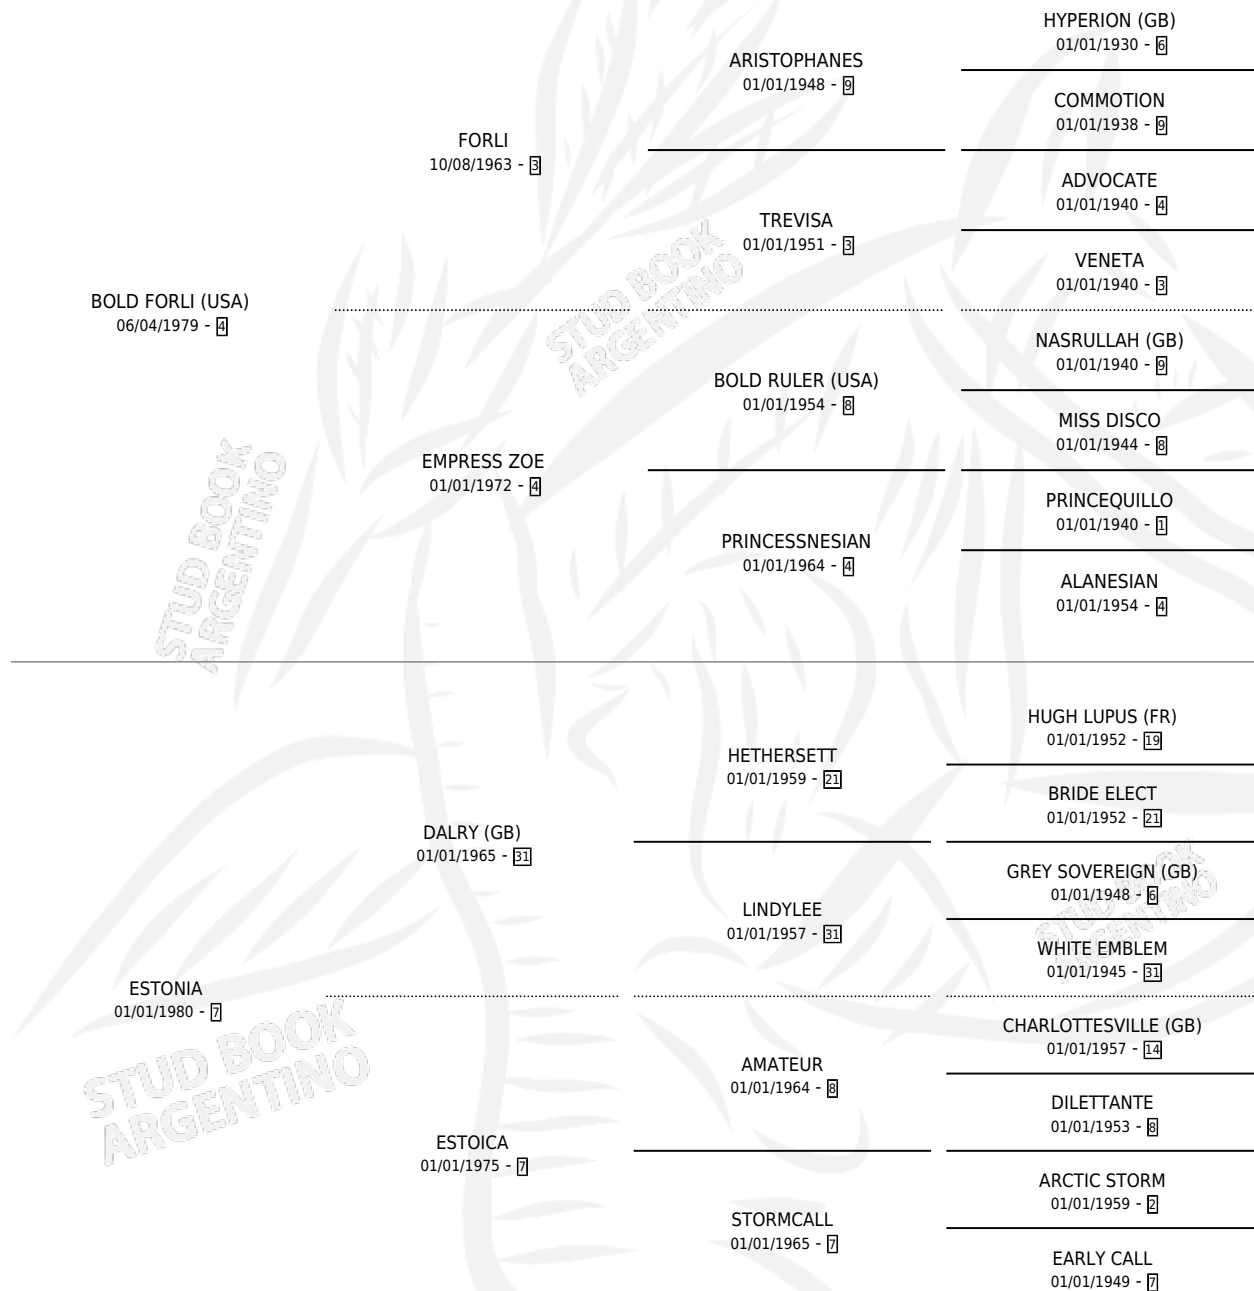 HYPERION (GB)
01/01/1930 - 6
ARISTOPHANES
01/01/1948 - 9
COMMOTION
01/01/1938 - 9
FORLI
10/08/1963 - 3
ADVOCATE
01/01/1940 - 4
TREVISA
01/01/1951 - 3
VENETA
01/01/1940 - 3
BOLD FORLI (USA)
06/04/1979 - 4
NASRULLAH (GB)
01/01/1940 - 9
BOLD RULER (USA)
01/01/1954 - 8
MISS DISCO
01/01/1944 - 8
EMPRESS ZOE
01/01/1972 - 4
PRINCEQUILLO
01/01/1940 - 1
PRINCESSNESIAN
01/01/1964 - 4
ALANESIAN
01/01/1954 - 4
HUGH LUPUS (FR)
01/01/1952 - 19
HETHERSETT
01/01/1959 - 21
BRIDE ELECT
01/01/1952 - 21
DALRY (GB)
01/01/1965 - 31
GREY SOVEREIGN (GB)
01/01/1948 - 6
LINDYLEE
01/01/1957 - 31
WHITE EMBLEM
01/01/1945 - 31
ESTONIA
01/01/1980 - 7
CHARLOTTESVILLE (GB)
01/01/1957 - 14
AMATEUR
01/01/1964 - 8
DILETTANTE
01/01/1953 - 8
ESTOICA
01/01/1975 - 7
ARCTIC STORM
01/01/1959 - 2
STORMCALL
01/01/1965 - 7
EARLY CALL
01/01/1949 - 7
STUD BOOK
ARGENTINO
STUD BOOK
ARGENTINO
STUD BOOK
ARGENTINO
STUD BOOK
ARGENTINO